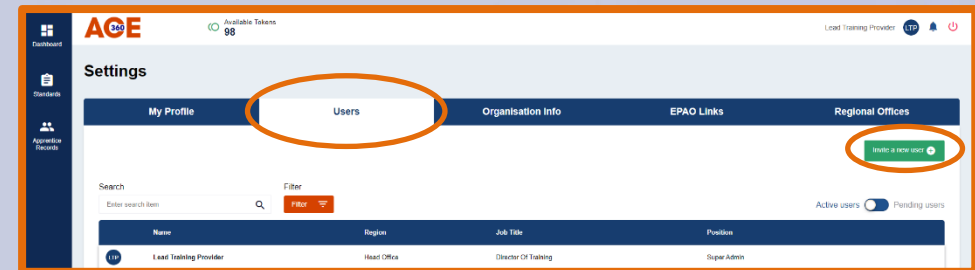 ACE 360
Available Tokens
98
Lead Training Provider LTP
Dashboard
Settings
Standards
My Profile Users Organisation Info EPAO Links Regional Offices
Apprentice Records
Invite a new user
Search Filter
Enter search item Filter Active users Pending users
Name Region Job Title Position
LTP Lead Training Provider Head Office Director Of Training Super Admin